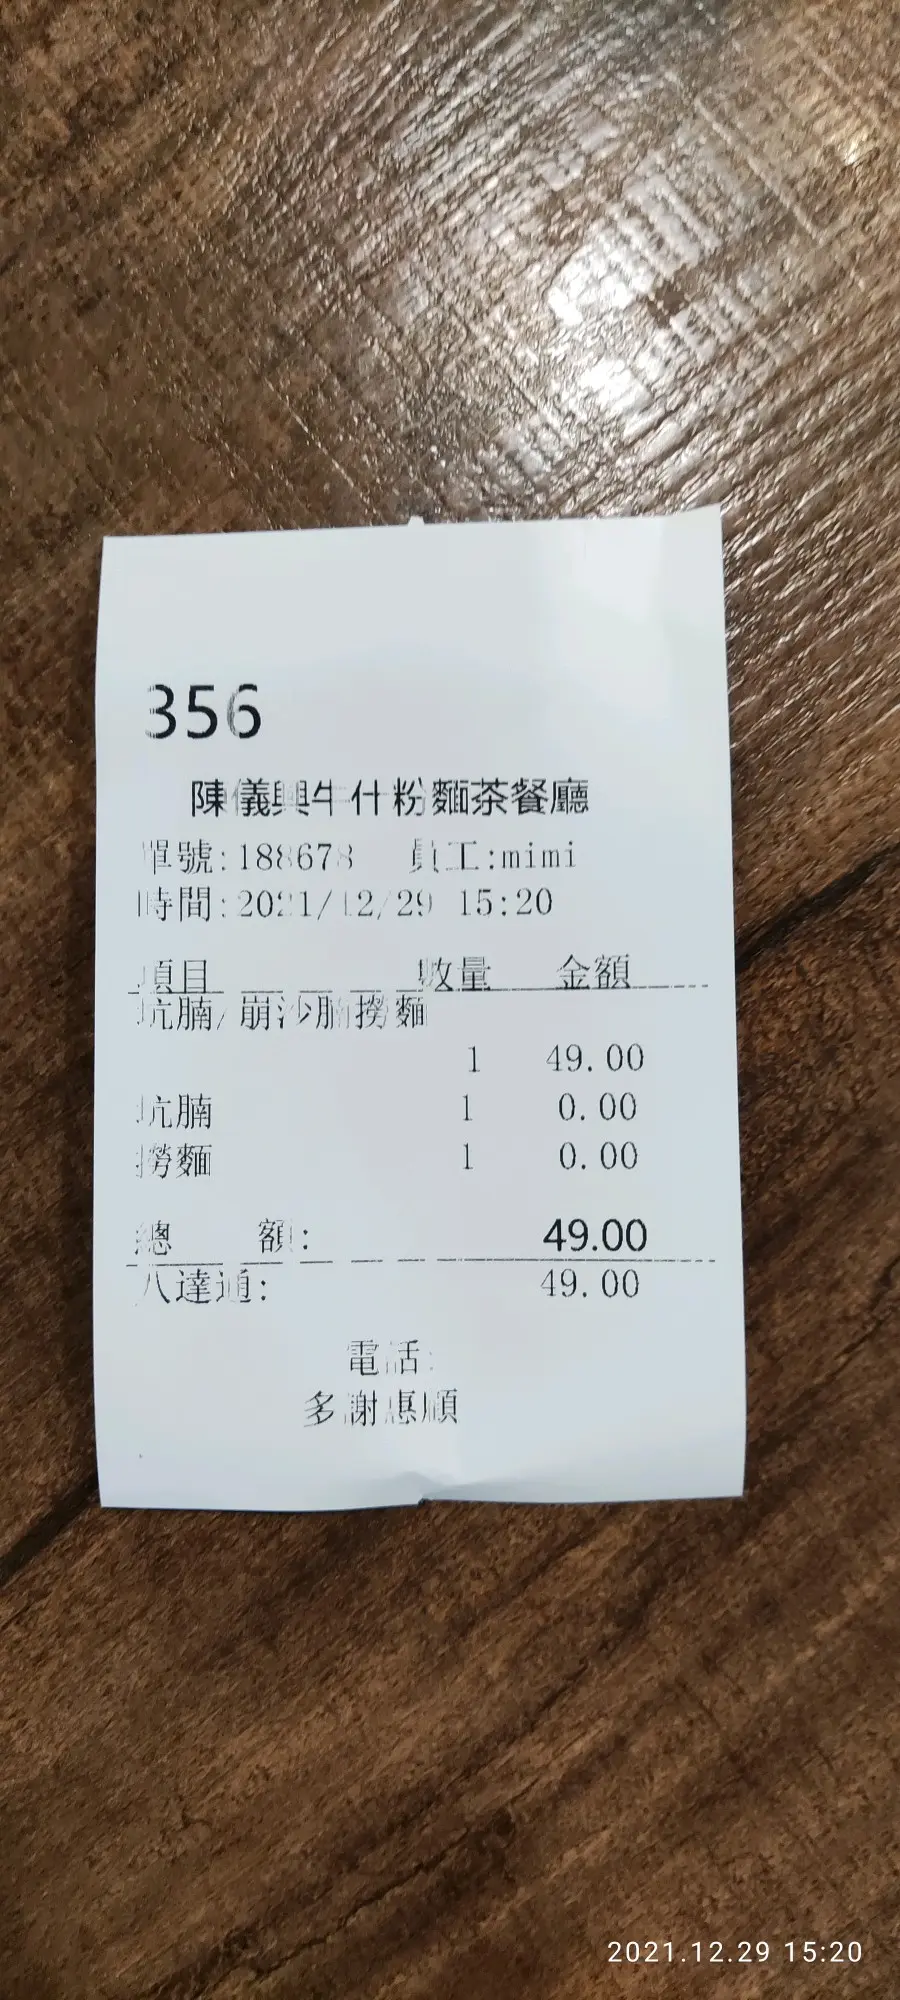 356
陳儀興牛什粉麵茶餐廳
單號:188678 員工:mimi
時間:2021/12/29 15:20
項目 數量 金額
坑腩/崩沙腩撈麵
1 49.00
坑腩 1 0.00
撈麵 1 0.00
總 額: 49.00
八達通: 49.00
電話:
多謝惠顧
2021.12.29 15:20